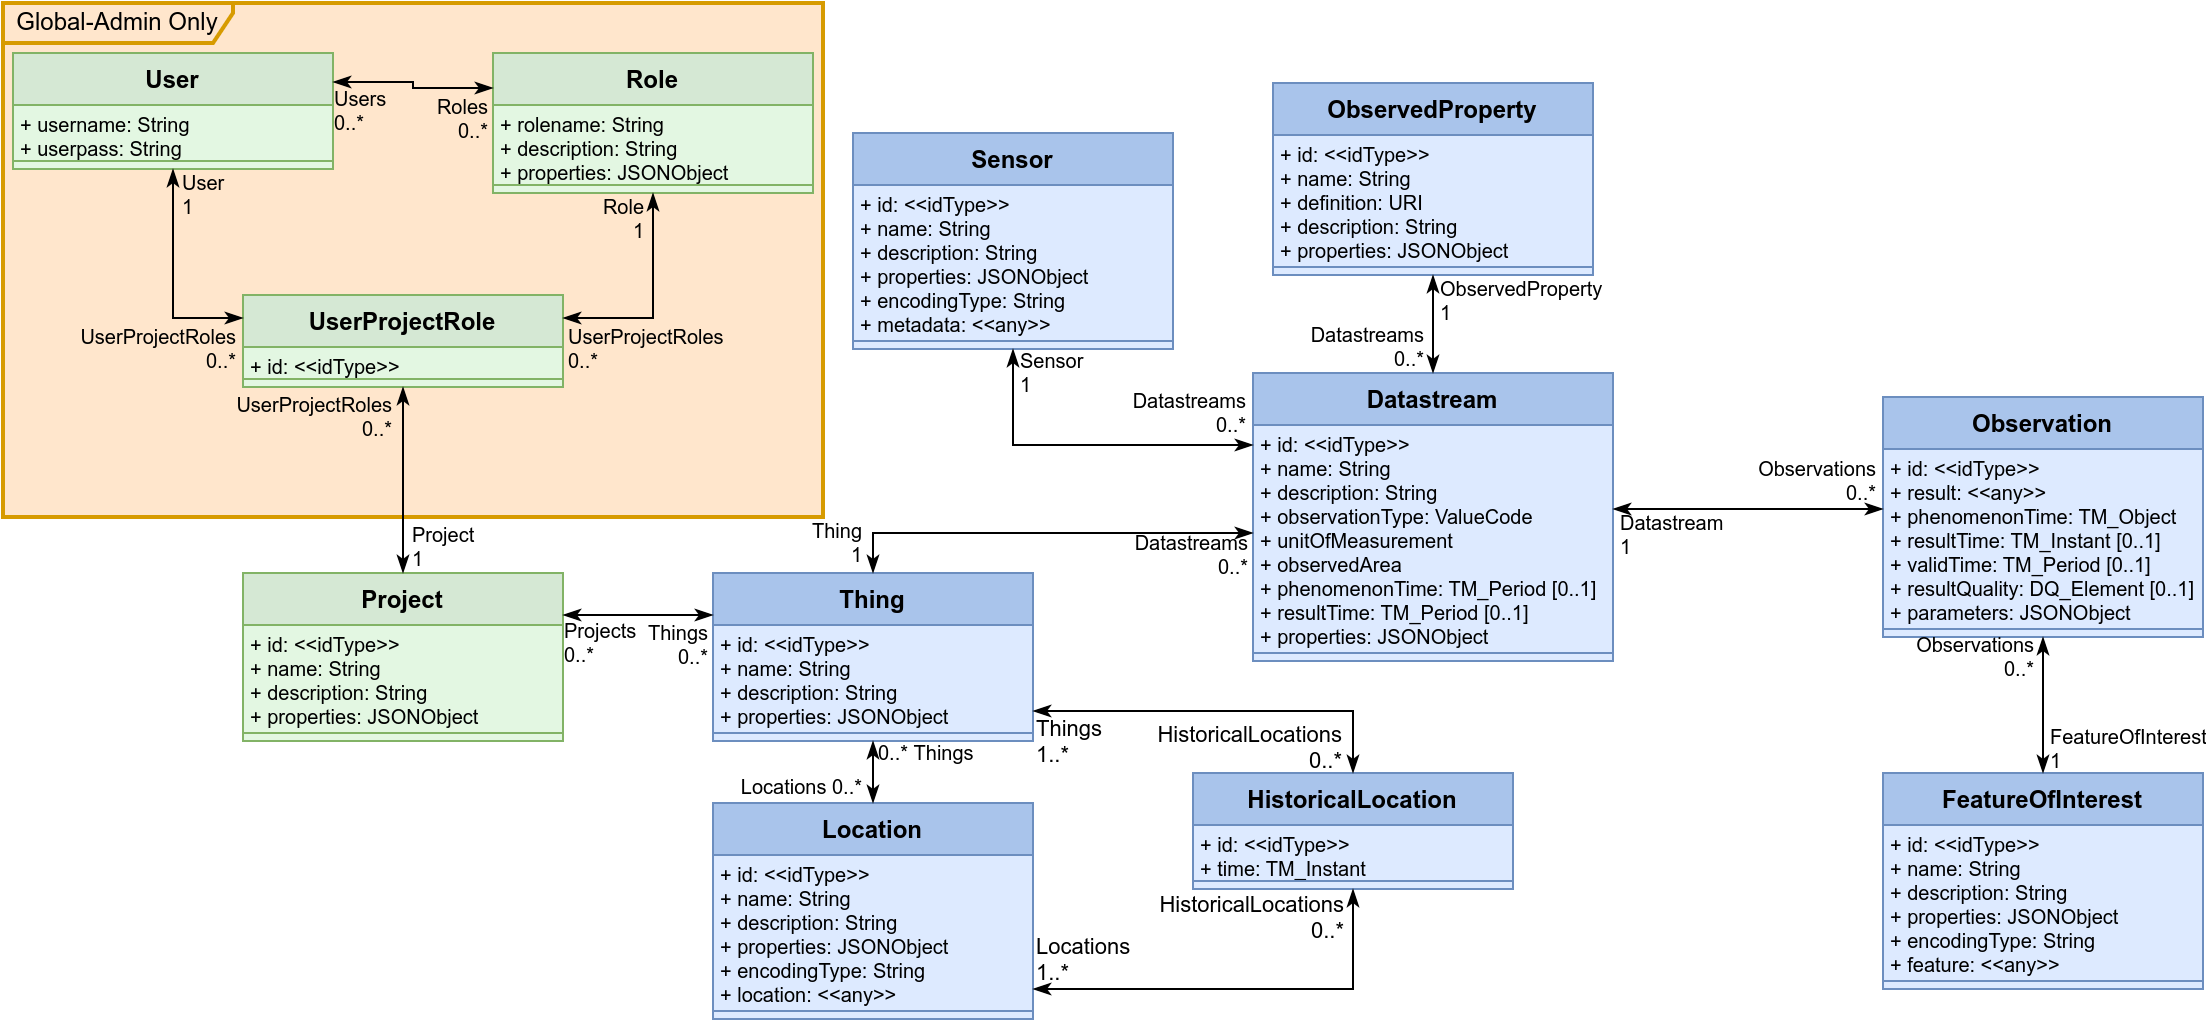 Global-Admin Only
User
+ username: String
+ userpass: String
Users
0..*
Roles
0..*
Role
+ rolename: String
+ description: String
+ properties: JSONObject
User
1
Role
1
UserProjectRoles
0..*
UserProjectRole
+ id: <<idType>>
UserProjectRoles
0..*
UserProjectRoles
0..*
Project
1
Project
+ id: <<idType>>
+ name: String
+ description: String
+ properties: JSONObject
Projects
0..*
Things
0..*
Sensor
+ id: <<idType>>
+ name: String
+ description: String
+ properties: JSONObject
+ encodingType: String
+ metadata: <<any>>
Sensor
1
Datastreams
0..*
ObservedProperty
+ id: <<idType>>
+ name: String
+ definition: URI
+ description: String
+ properties: JSONObject
ObservedProperty
1
Datastreams
0..*
Datastream
+ id: <<idType>>
+ name: String
+ description: String
+ observationType: ValueCode
+ unitOfMeasurement
+ observedArea
+ phenomenonTime: TM_Period [0..1]
+ resultTime: TM_Period [0..1]
+ properties: JSONObject
Thing
1
Datastreams
0..*
Thing
+ id: <<idType>>
+ name: String
+ description: String
+ properties: JSONObject
0..* Things
Locations 0..*
Things
1..*
HistoricalLocations
0..*
Location
+ id: <<idType>>
+ name: String
+ description: String
+ properties: JSONObject
+ encodingType: String
+ location: <<any>>
HistoricalLocation
+ id: <<idType>>
+ time: TM_Instant
HistoricalLocations
0..*
Locations
1..*
Observations
0..*
Datastream
1
Observation
+ id: <<idType>>
+ result: <<any>>
+ phenomenonTime: TM_Object
+ resultTime: TM_Instant [0..1]
+ validTime: TM_Period [0..1]
+ resultQuality: DQ_Element [0..1]
+ parameters: JSONObject
Observations
0..*
FeatureOfInterest
1
FeatureOfInterest
+ id: <<idType>>
+ name: String
+ description: String
+ properties: JSONObject
+ encodingType: String
+ feature: <<any>>